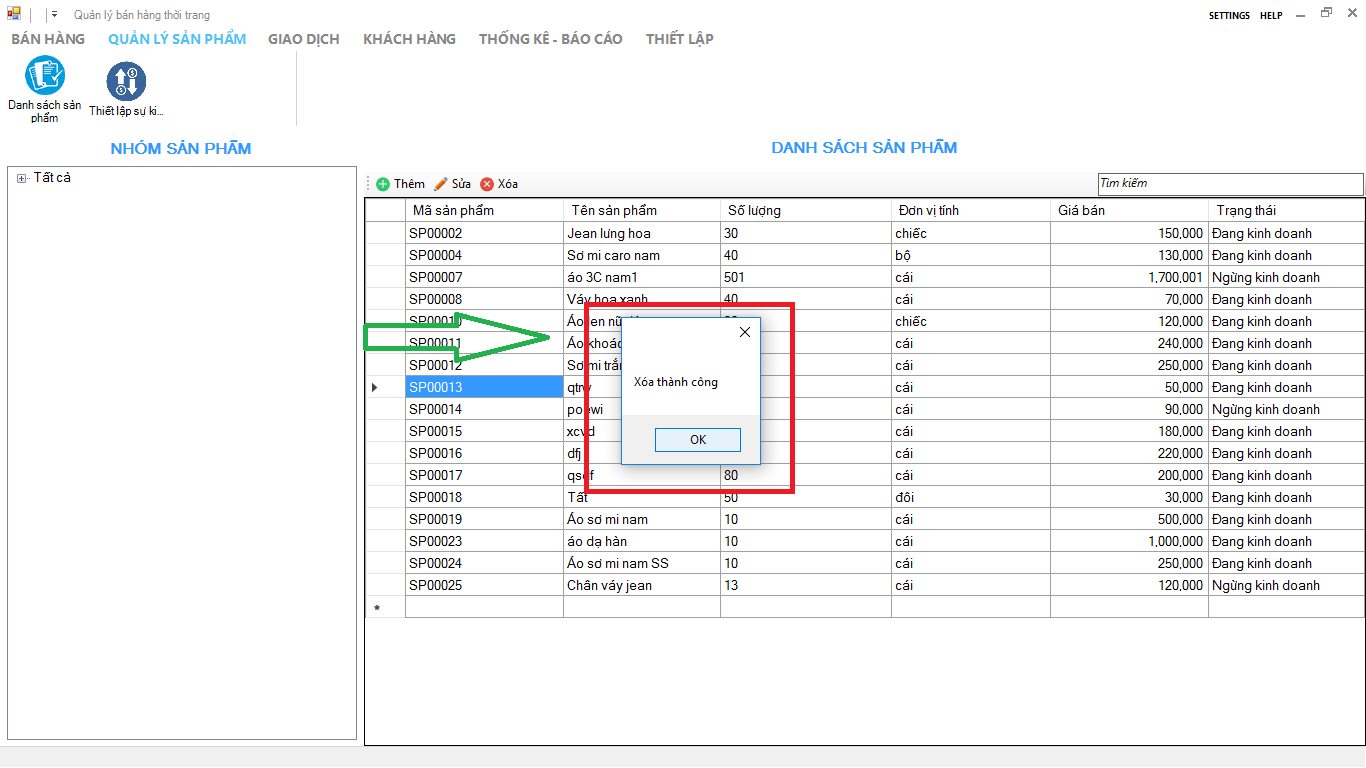 Quản lý bán hàng thời trang
SETTINGS HELP
BÁN HÀNG QUẢN LÝ SẢN PHẨM GIAO DỊCH KHÁCH HÀNG THỐNG KÊ - BÁO CÁO THIẾT LẬP
Danh sách sản phẩm
Thiết lập sự ki...
NHÓM SẢN PHẨM
Tất cả
DANH SÁCH SẢN PHẨM
Thêm Sửa Xóa
Tìm kiếm
Mã sản phẩm Tên sản phẩm Số lượng Đơn vị tính Giá bán Trạng thái
SP00002 Jean lưng hoa 30 chiếc 150,000 Đang kinh doanh
SP00004 Sơ mi caro nam 40 bộ 130,000 Đang kinh doanh
SP00007 áo 3C nam1 501 cái 1,700,001 Ngừng kinh doanh
SP00008 Váy hoa xanh 40 cái 70,000 Đang kinh doanh
SP00010 Áo len nữ chiếc 120,000 Đang kinh doanh
SP00011 Áo khoác cái 240,000 Đang kinh doanh
SP00012 Sơ mi cái 250,000 Đang kinh doanh
SP00013 qtrw cái 50,000 Đang kinh doanh
SP00014 poewi cái 90,000 Ngừng kinh doanh
SP00015 xcvd cái 180,000 Đang kinh doanh
SP00016 dfj cái 220,000 Đang kinh doanh
SP00017 80 cái 200,000 Đang kinh doanh
SP00018 Tất 50 đôi 30,000 Đang kinh doanh
SP00019 Áo sơ mi nam 10 cái 500,000 Đang kinh doanh
SP00023 áo dạ hàn 10 cái 1,000,000 Đang kinh doanh
SP00024 Áo sơ mi nam SS 10 cái 250,000 Đang kinh doanh
SP00025 Chân váy jean 13 cái 120,000 Ngừng kinh doanh
Xóa thành công
OK